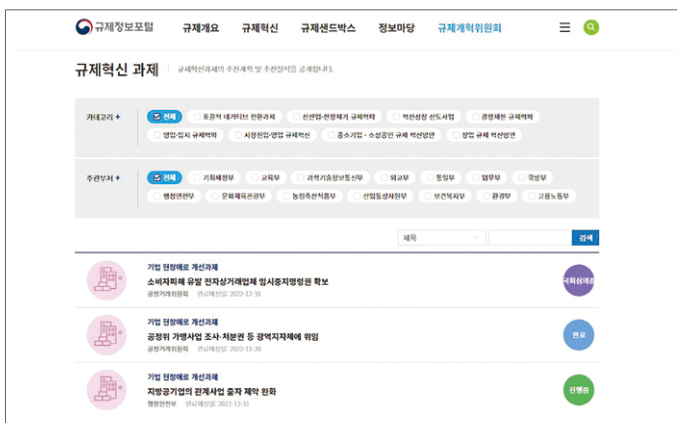 규제정보포털 규제개요 규제혁신 규제샌드박스 정보마당 규제개혁위원회
규제혁신 과제 규제혁신과제의 추진계획 및 추진실적을 공개합니다.
카테고리 + 전체 포괄적 네거티브 전환과제 신산업·현장애기 규제혁파 혁신성장 선도사업 경쟁제한 규제혁파
영업·입지 규제혁파 시장진입·영업 규제혁신 중소기업·소상공인 규제 혁신방안 창업 규제 혁신방안
주관부처 + 전체 기획재정부 교육부 과학기술정보통신부 외교부 통일부 법무부 국방부
행정안전부 문화체육관광부 농림축산식품부 산업통상자원부 보건복지부 환경부 고용노동부
제목 검색
기업 현장애로 개선과제
소비자피해 유발 전자상거래업체 임시중지명령권 확보
공정거래위원회 완료예정일: 2022-12-31
국회심의중
기업 현장애로 개선과제
공정위 가맹사업 조사·처분권 등 광역지자체에 위임
공정거래위원회 완료예정일: 2022-11-30
완료
기업 현장애로 개선과제
지방공기업의 관계사업 출자 제약 완화
행정안전부 완료예정일: 2022-12-31
진행중